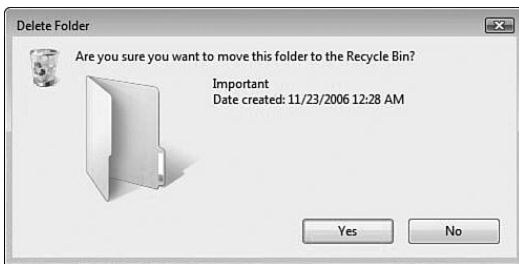 Delete Folder
Are you sure you want to move this folder to the Recycle Bin?
Important
Date created: 11/23/2006 12:28 AM
Yes No